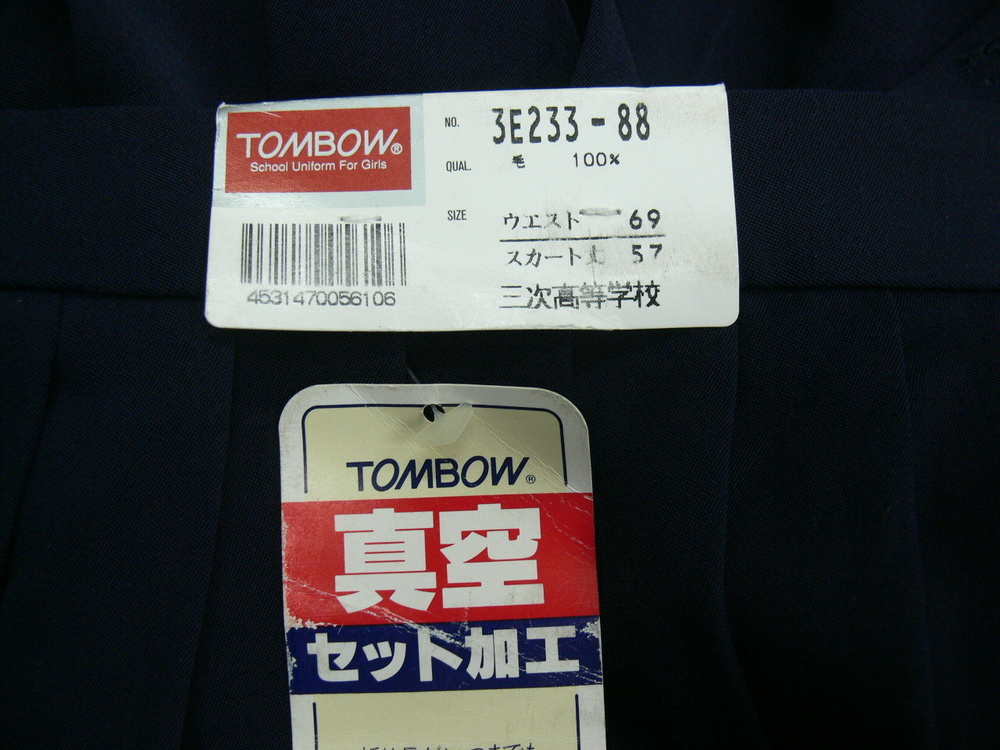 TOMBOW®
School Uniform For Girls
4531470056106
NO. 3E233-88
QUAL. 毛 100%
SIZE ウエスト 69
スカート丈 57
三次高等学校
TOMBOW®
真空
セット加工